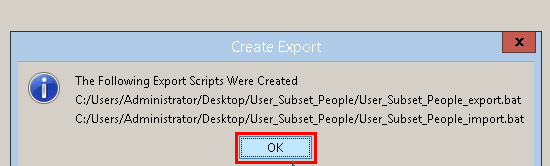 Create Export
x
The Following Export Scripts Were Created
C:/Users/Administrator/Desktop/User_Subset_People/User_Subset_People_export.bat
C:/Users/Administrator/Desktop/User_Subset_People/User_Subset_People_import.bat
OK